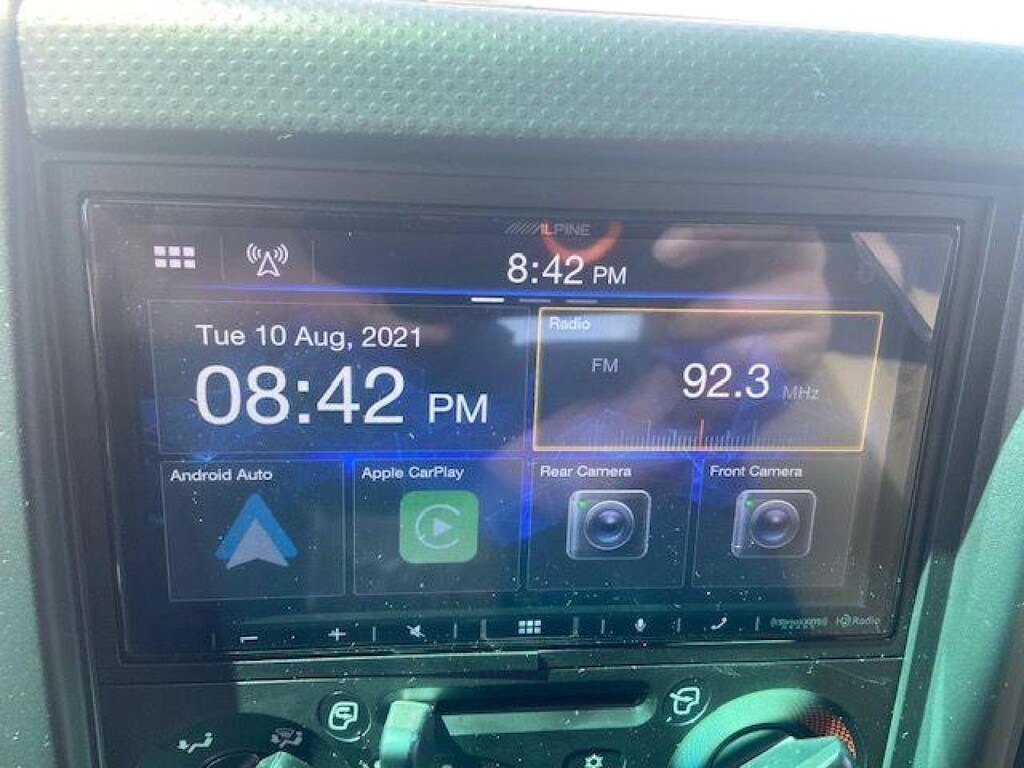 ALPINE
8:42 PM
Tue 10 Aug, 2021
08:42 PM
Radio
FM
92.3 MHz
Android Auto
Apple CarPlay
Rear Camera
Front Camera
(((siriusxm)))
HD Radio